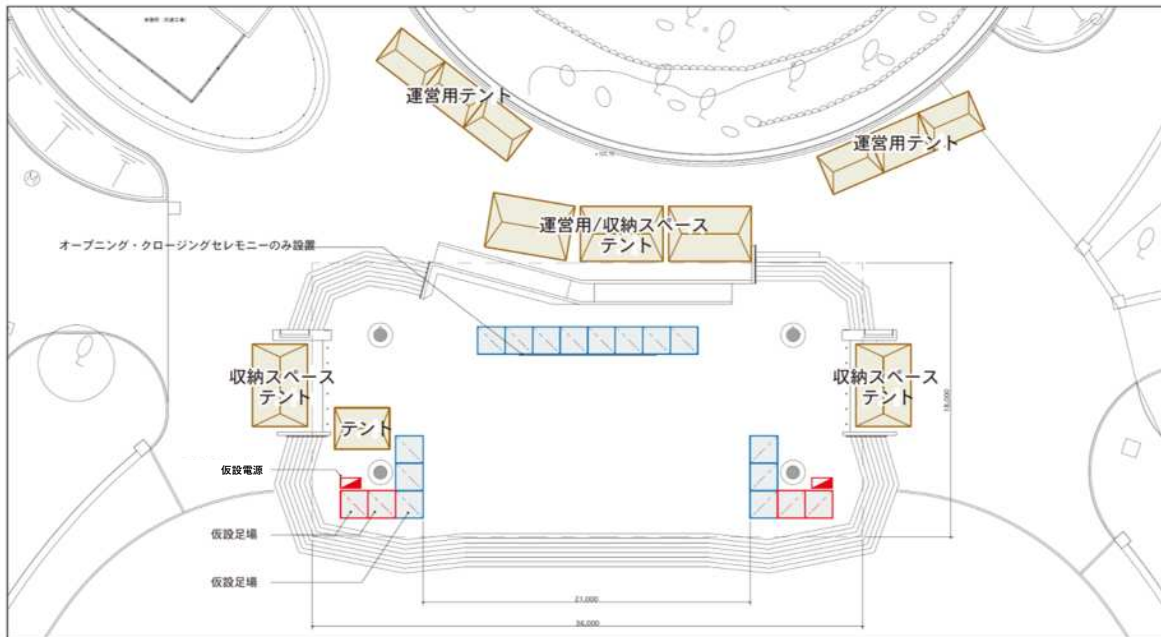 運営用テント
運営用テント
運営用/収納スペース
テント
オープニング・クロージングセレモニーのみ設置
収納スペース
テント
収納スペース
テント
テント
18,000
仮設電源
仮設足場
仮設足場
21,000
36,000